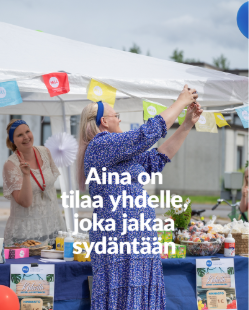 Aina on
tilaa yhdelle,
joka jakaa
sydäntään